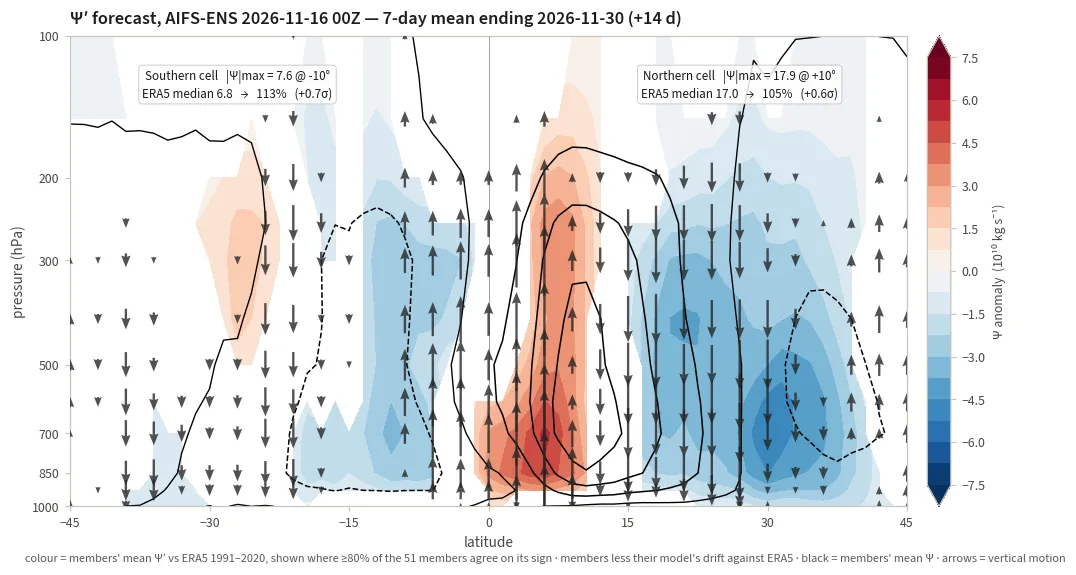 Ψ′ forecast, AIFS-ENS 2026-11-16 00Z — 7-day mean ending 2026-11-30 (+14 d)
Southern cell |Ψ|max = 7.6 @ -10°
ERA5 median 6.8 → 113% (+0.7σ)
Northern cell |Ψ|max = 17.9 @ +10°
ERA5 median 17.0 → 105% (+0.6σ)
100
200
300
500
700
850
1000
pressure (hPa)
−45
−30
−15
0
15
30
45
latitude
7.5
6.0
4.5
3.0
1.5
0.0
−1.5
−3.0
−4.5
−6.0
−7.5
Ψ anomaly (10¹⁰ kg s⁻¹)
colour = members' mean Ψ′ vs ERA5 1991–2020, shown where ≥80% of the 51 members agree on its sign · members less their model's drift against ERA5 · black = members' mean Ψ · arrows = vertical motion